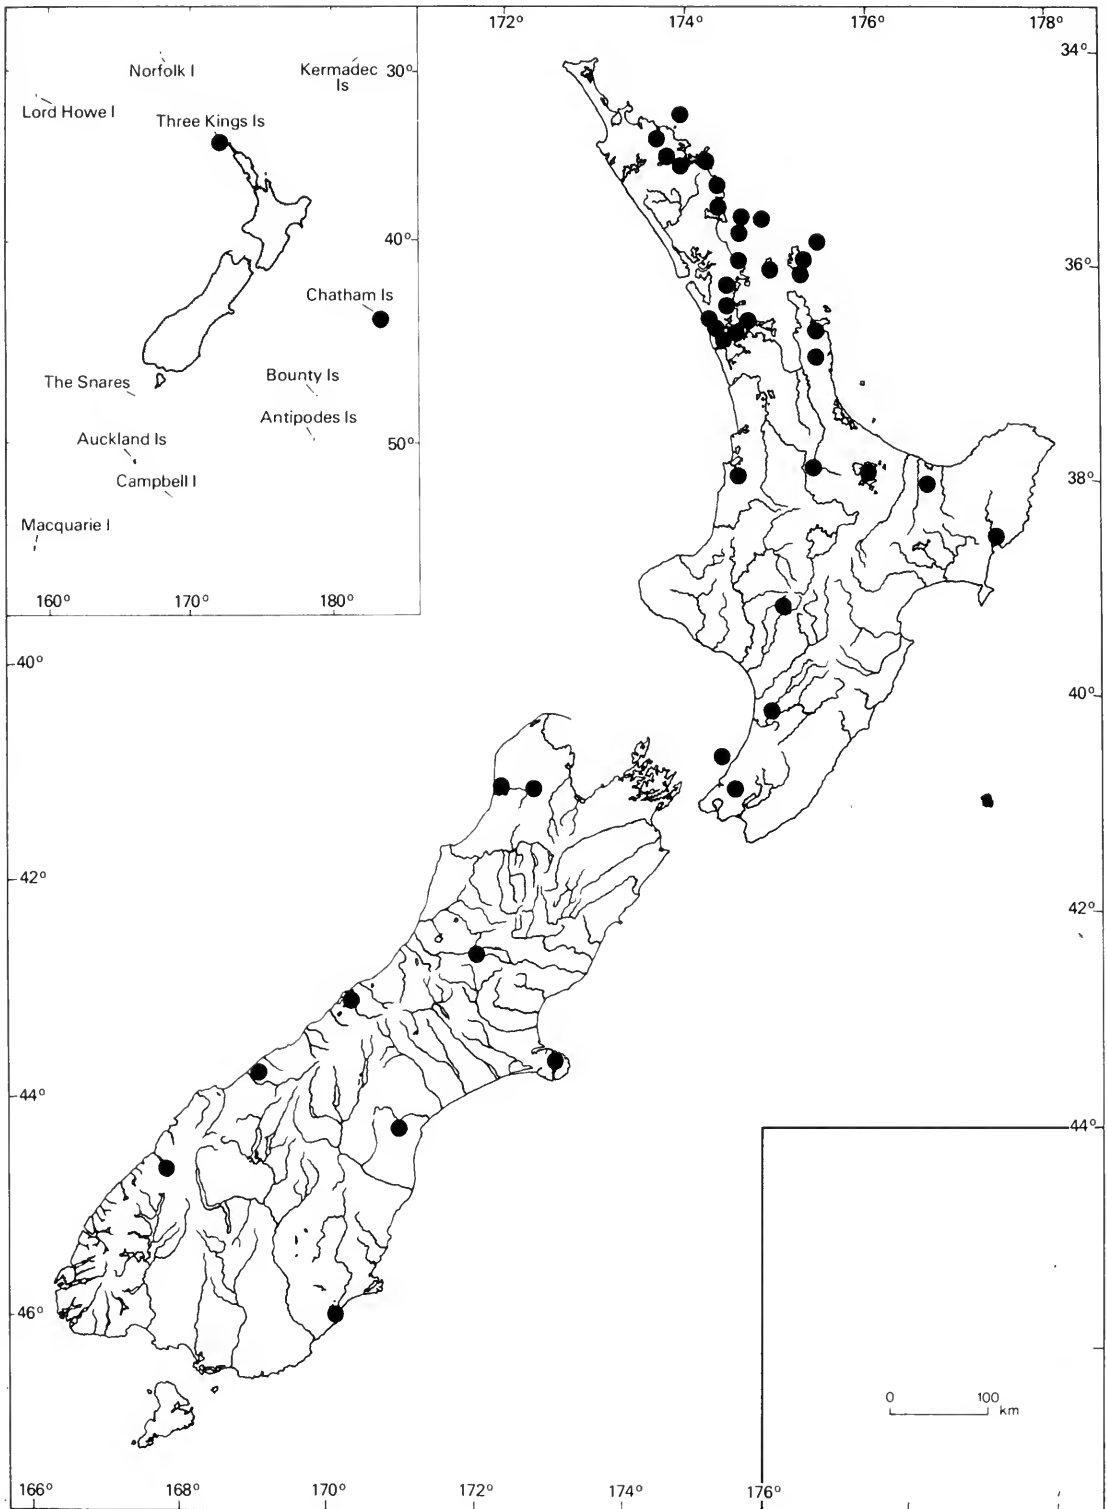 172° 174° 176° 178°
34°
Norfolk I
Kermadec 30°
Is
Lord Howe I
Three Kings Is
40°
36°
Chatham Is
The Snares
Bounty Is
Antipodes Is
Auckland Is
50°
Campbell I
38°
Macquarie I
160° 170° 180°
40°
40°
42°
42°
44°
44°
46°
0 100
km
166° 168° 170° 172° 174° 176°